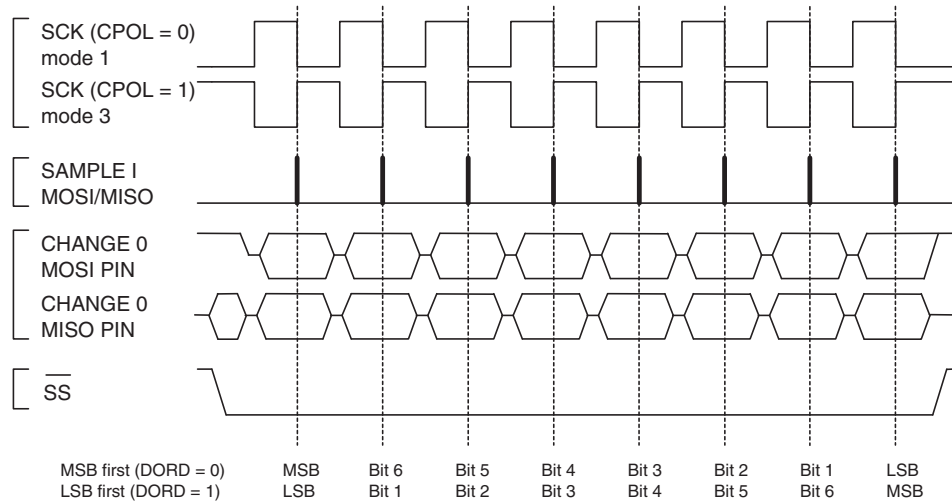 SCK (CPOL = 0)
mode 1
SCK (CPOL = 1)
mode 3
SAMPLE I
MOSI/MISO
CHANGE 0
MOSI PIN
CHANGE 0
MISO PIN
SS
MSB first (DORD = 0) MSB Bit 6 Bit 5 Bit 4 Bit 3 Bit 2 Bit 1 LSB
LSB first (DORD = 1) LSB Bit 1 Bit 2 Bit 3 Bit 4 Bit 5 Bit 6 MSB